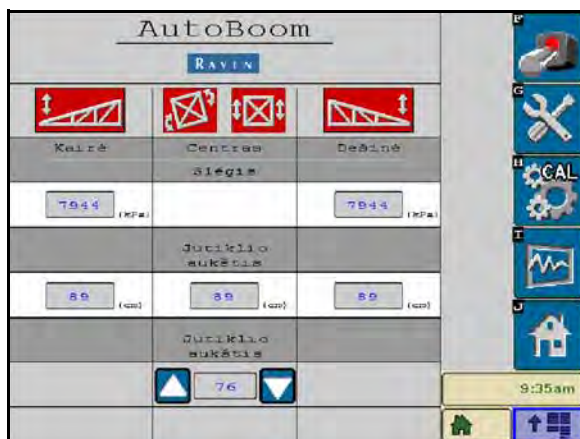 AutoBoom
RAVEN
Kairė Centras Dešinė
Slėgis
7944 (kPa) 7944 (kPa)
Jutiklio
aukštis
89 (cm) 89 (cm) 89 (cm)
Jutiklio
aukštis
76
F
G
H
CAL
I
J
9:35am